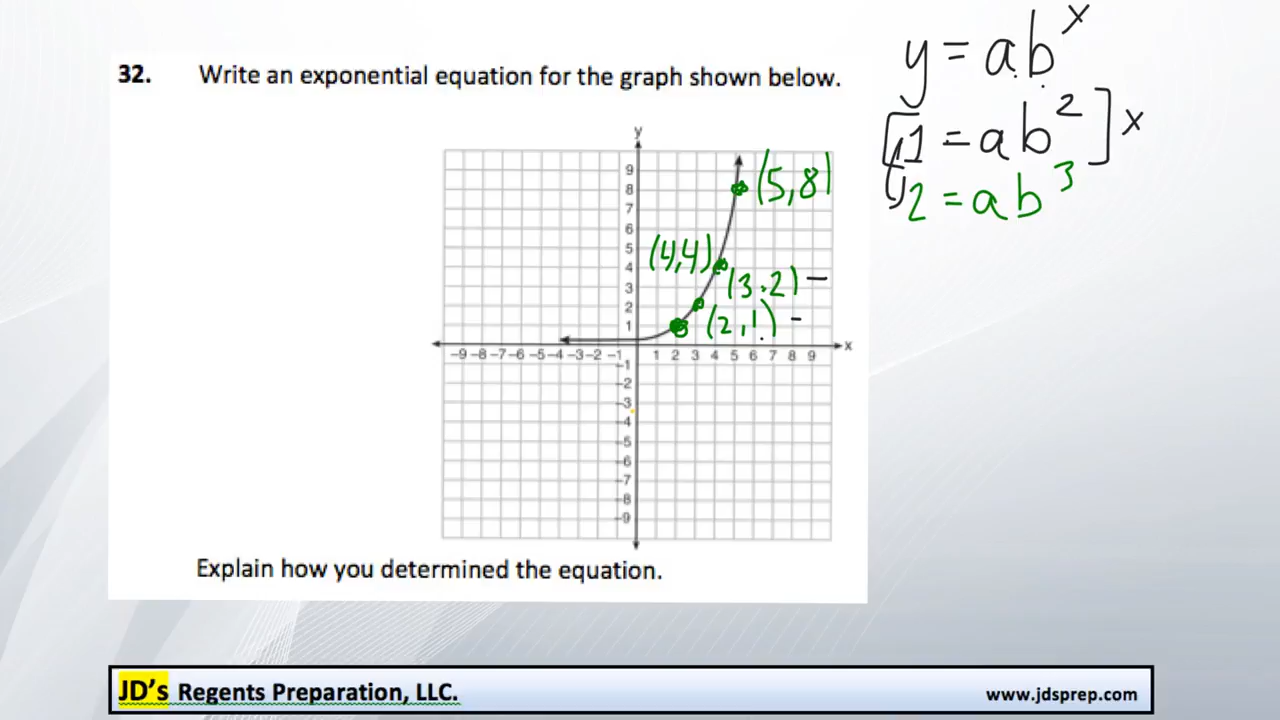 32. Write an exponential equation for the graph shown below.
y = ab^x
[1 = ab^2] x
2 = ab^3
y
9
8
7
6
5
4
3
2
1
(5,8)
(4,4)
(3,2) –
(2,1) –
-9 -8 -7 -6 -5 -4 -3 -2 -1 1 2 3 4 5 6 7 8 9 x
-1
-2
-3
-4
-5
-6
-7
-8
-9
Explain how you determined the equation.
JD's Regents Preparation, LLC. www.jdsprep.com